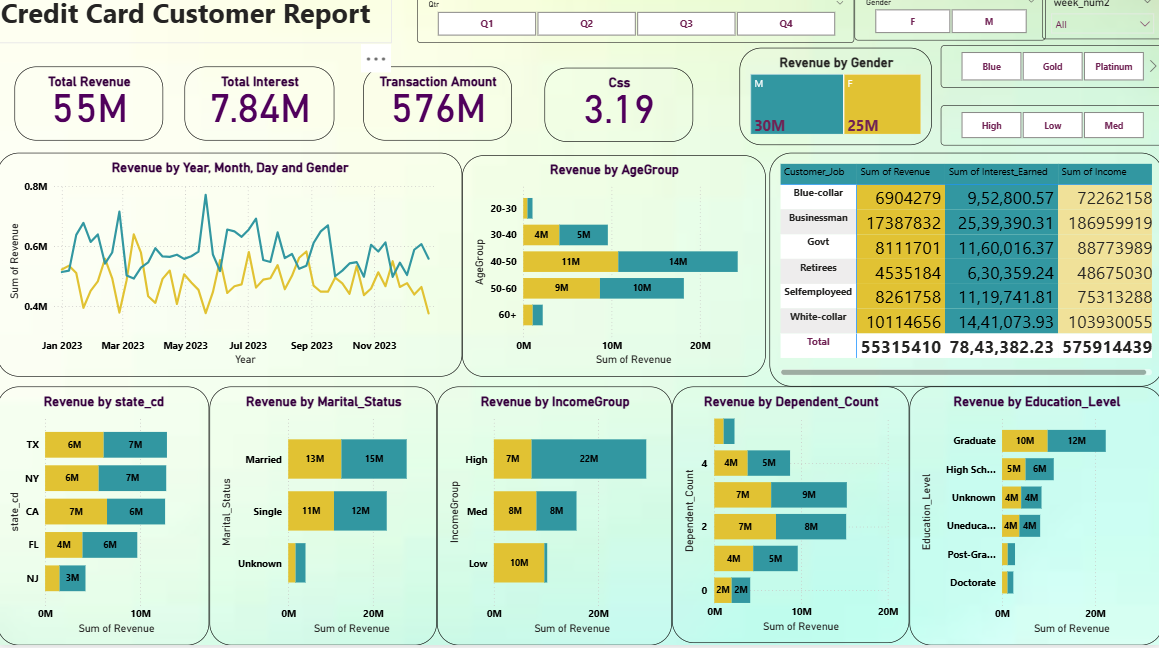 Credit Card Customer Report
Qtr
Q1 Q2 Q3 Q4
Gender
F M
week_num2
All
Total Revenue
55M
Total Interest
7.84M
Transaction Amount
576M
Css
3.19
Revenue by Gender
M F
30M 25M
Blue Gold Platinum
High Low Med
Revenue by Year, Month, Day and Gender
Sum of Revenue
0.8M
0.6M
0.4M
Jan 2023 Mar 2023 May 2023 Jul 2023 Sep 2023 Nov 2023
Year
Revenue by AgeGroup
AgeGroup
20-30
30-40 4M 5M
40-50 11M 14M
50-60 9M 10M
60+
0M 10M 20M
Sum of Revenue
Customer_Job Sum of Revenue Sum of Interest_Earned Sum of Income
Blue-collar 6904279 9,52,800.57 72262158
Businessman 17387832 25,39,390.31 186959919
Govt 8111701 11,60,016.37 88773989
Retirees 4535184 6,30,359.24 48675030
Selfemployeed 8261758 11,19,741.81 75313288
White-collar 10114656 14,41,073.93 103930055
Total 55315410 78,43,382.23 575914439
Revenue by state_cd
state_cd
TX 6M 7M
NY 6M 7M
CA 7M 6M
FL 4M 6M
NJ 3M
0M 10M
Sum of Revenue
Revenue by Marital_Status
Marital_Status
Married 13M 15M
Single 11M 12M
Unknown
0M 20M
Sum of Revenue
Revenue by IncomeGroup
IncomeGroup
High 7M 22M
Med 8M 8M
Low 10M
0M 20M
Sum of Revenue
Revenue by Dependent_Count
Dependent_Count
4 4M 5M
7M 9M
2 7M 8M
4M 5M
0 2M 2M
0M 10M 20M
Sum of Revenue
Revenue by Education_Level
Education_Level
Graduate 10M 12M
High Sch... 5M 6M
Unknown 4M 4M
Uneduca... 4M 4M
Post-Gra...
Doctorate
0M 20M
Sum of Revenue